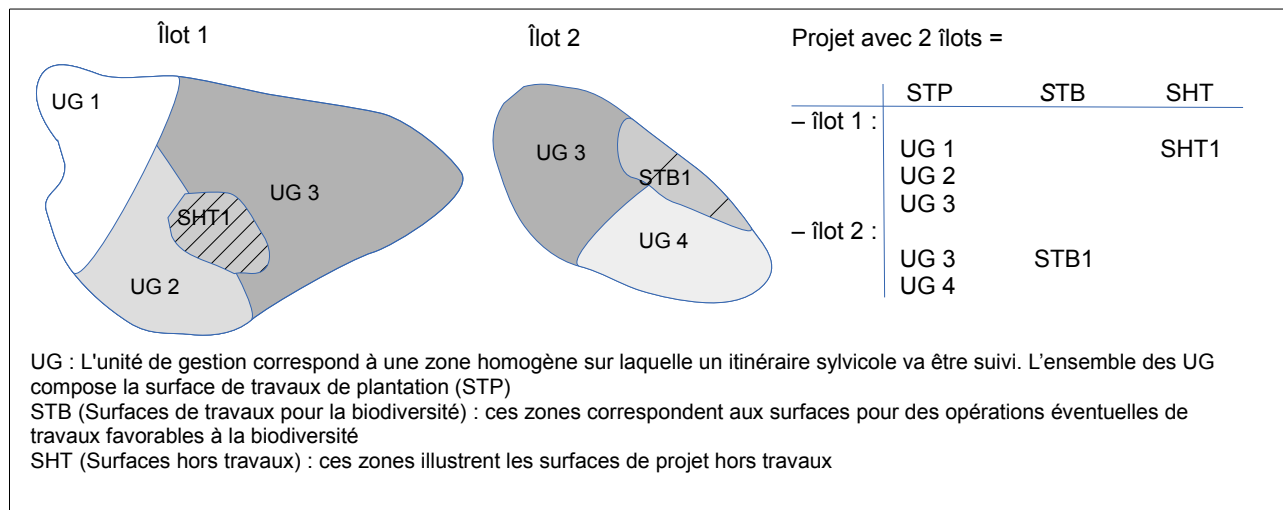 Îlot 1
UG 1
UG 3
SHT1
UG 2
Îlot 2
UG 3
STB1
UG 4
Projet avec 2 îlots =
STP STB SHT
– îlot 1 :
UG 1 SHT1
UG 2
UG 3
– îlot 2 :
UG 3 STB1
UG 4
UG : L'unité de gestion correspond à une zone homogène sur laquelle un itinéraire sylvicole va être suivi. L’ensemble des UG
compose la surface de travaux de plantation (STP)
STB (Surfaces de travaux pour la biodiversité) : ces zones correspondent aux surfaces pour des opérations éventuelles de
travaux favorables à la biodiversité
SHT (Surfaces hors travaux) : ces zones illustrent les surfaces de projet hors travaux